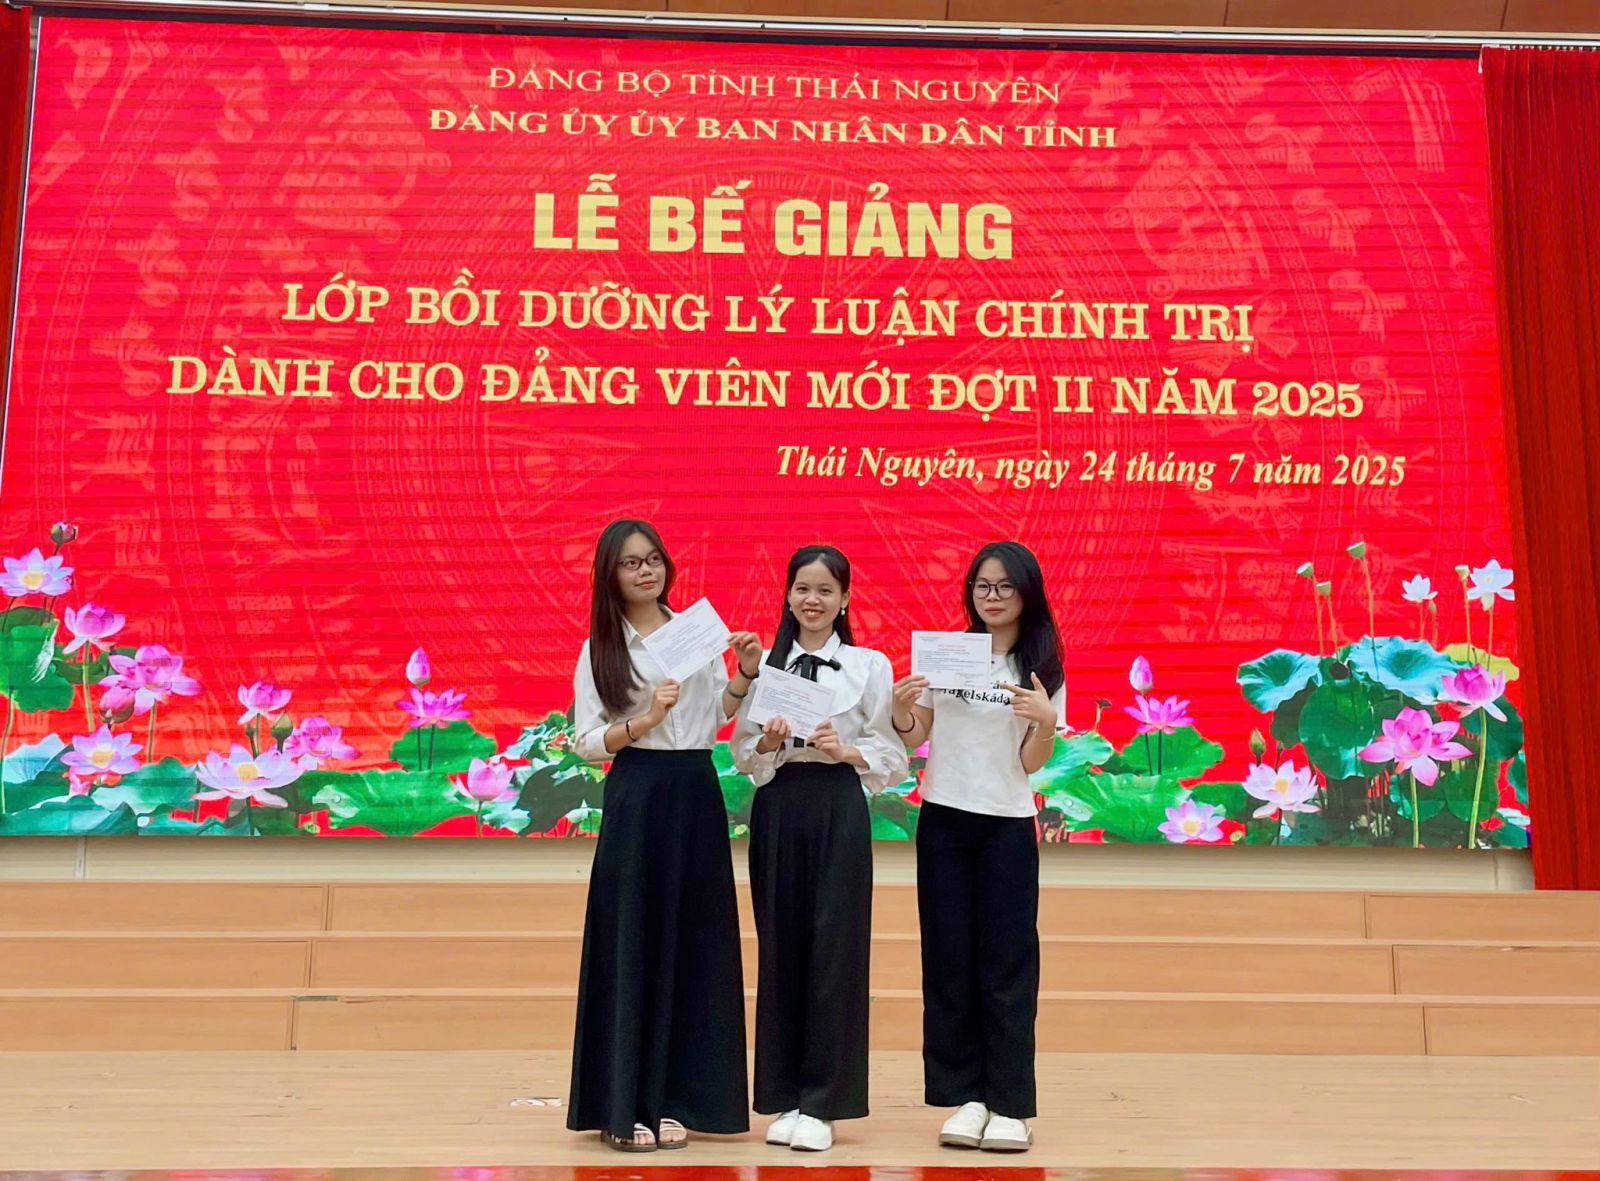 ĐẢNG BỘ TỈNH THÁI NGUYÊN
ĐẢNG ỦY ỦY BAN NHÂN DÂN TỈNH
LỄ BẾ GIẢNG
LỚP BỒI DƯỠNG LÝ LUẬN CHÍNH TRỊ
DÀNH CHO ĐẢNG VIÊN MỚI ĐỢT II NĂM 2025
Thái Nguyên, ngày 24 tháng 7 năm 2025